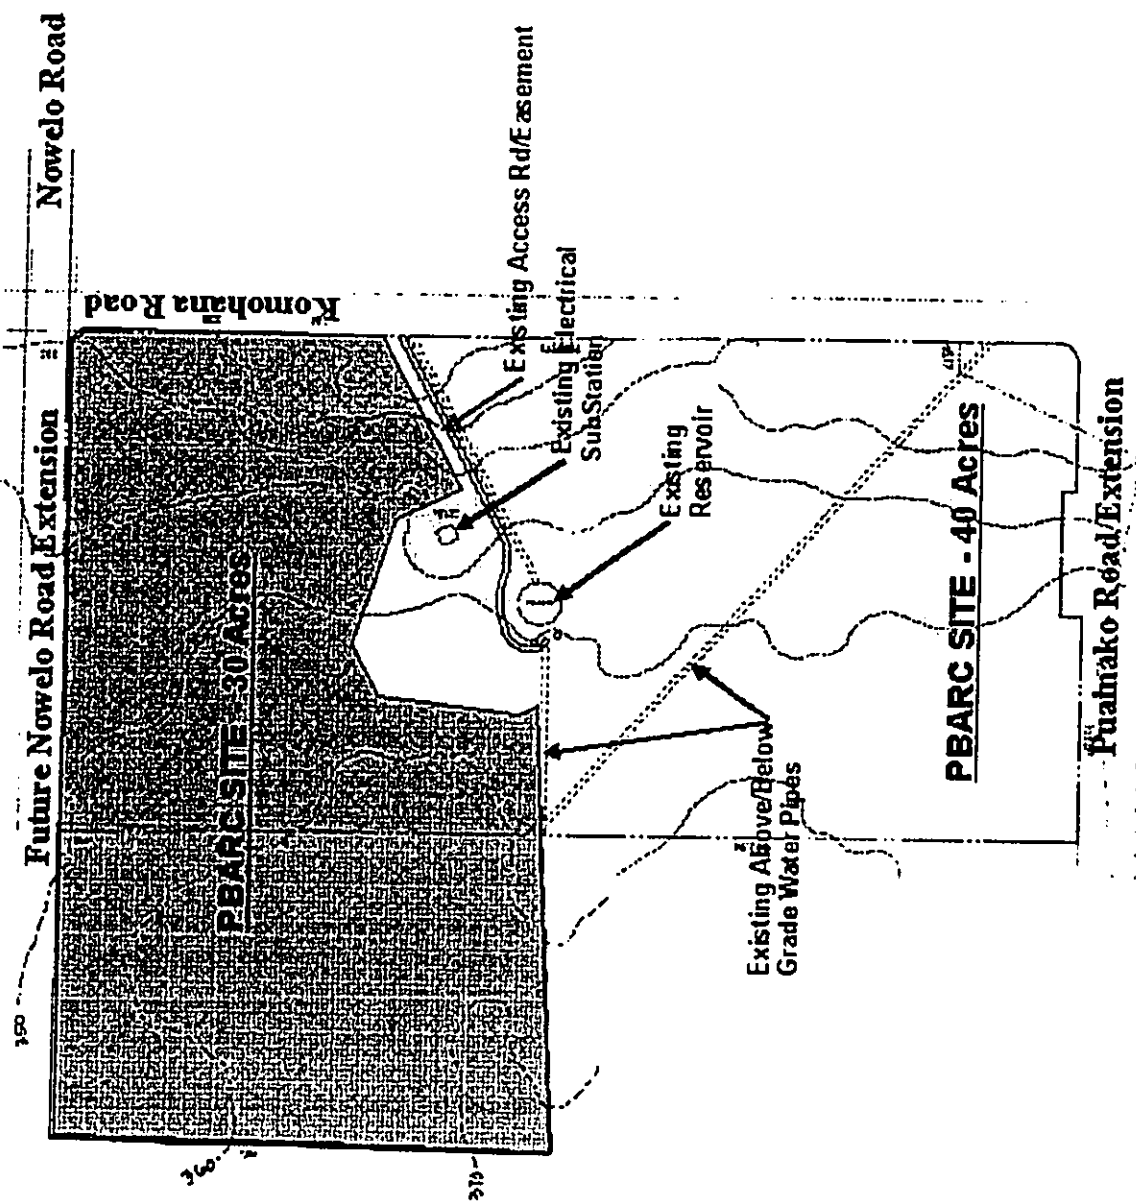 Nowelo Road
Future Nowelo Road Extension
Komohana Road
Existing Access Rd/Easement
Existing Electrical
SubStation
Existing
Reservoir
PBARC SITE - 30 Acres
PBARC SITE - 40 Acres
Existing Above/Below
Grade Water Pipes
Puainako Road/Extension